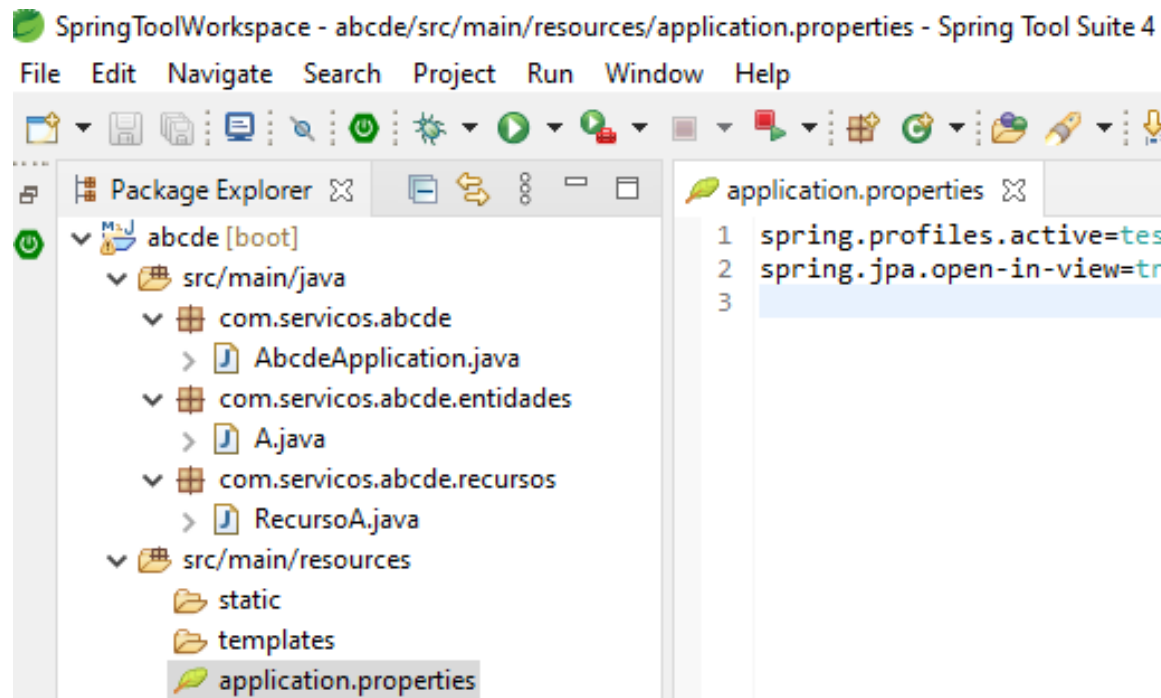 SpringToolWorkspace - abcde/src/main/resources/application.properties - Spring Tool Suite 4
File Edit Navigate Search Project Run Window Help
Package Explorer
abcde [boot]
src/main/java
com.servicos.abcde
AbcdeApplication.java
com.servicos.abcde.entidades
A.java
com.servicos.abcde.recursos
RecursoA.java
src/main/resources
static
templates
application.properties
application.properties
1 spring.profiles.active=tes
2 spring.jpa.open-in-view=tr
3